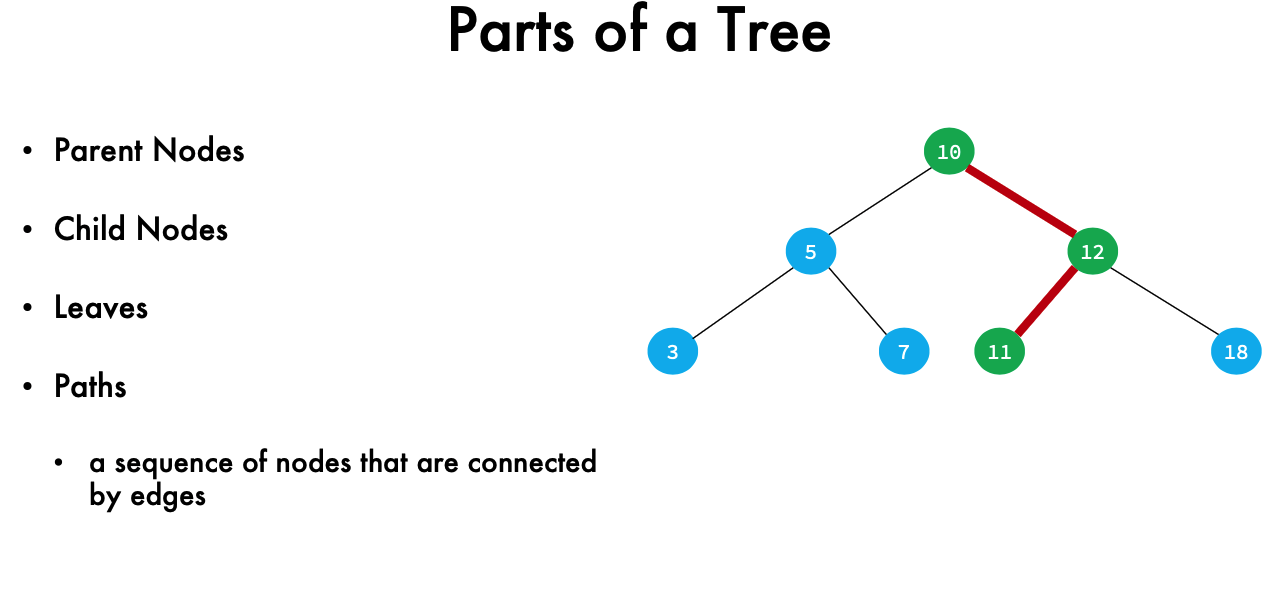 Parts of a Tree
• Parent Nodes
• Child Nodes
• Leaves
• Paths
• a sequence of nodes that are connected
by edges
10
5
12
3
7
11
18